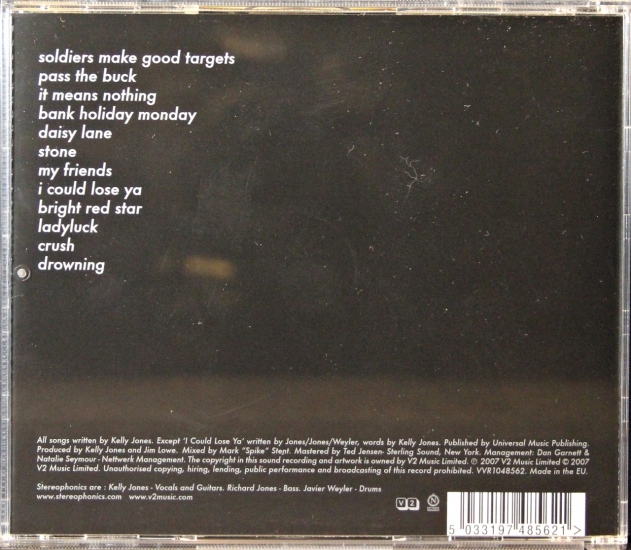 soldiers make good targets
pass the buck
it means nothing
bank holiday monday
daisy lane
stone
my friends
i could lose ya
bright red star
ladyluck
crush
drowning
All songs written by Kelly Jones. Except 'I Could Lose Ya' written by Jones/Jones/Weyler, words by Kelly Jones. Published by Universal Music Publishing.
Produced by Kelly Jones and Jim Lowe. Mixed by Mark "Spike" Stent. Mastered by Ted Jensen- Sterling Sound, New York. Management: Dan Garnett &
Natalie Seymour - Nettwerk Management. The copyright in this sound recording and artwork is owned by V2 Music Limited. ℗ 2007 V2 Music Limited © 2007
V2 Music Limited. Unauthorised copying, hiring, lending, public performance and broadcasting of this record prohibited. VVR1048562. Made in the EU.
Stereophonics are : Kelly Jones - Vocals and Guitars. Richard Jones - Bass. Javier Weyler - Drums
www.stereophonics.com www.v2music.com
V2
5 033197 485621 >